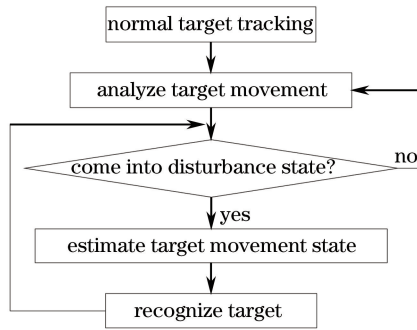 normal target tracking
analyze target movement
come into disturbance state?
no
yes
estimate target movement state
recognize target